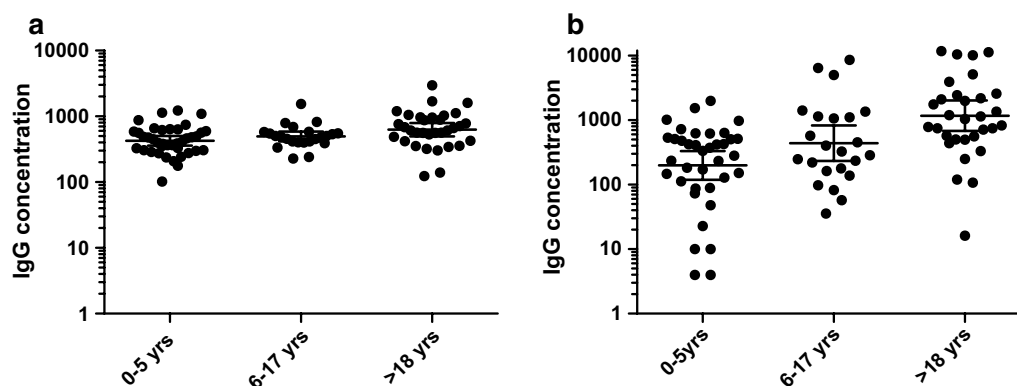 a
10000
1000
100
10
1
IgG concentration
0-5 yrs
6-17 yrs
>18 yrs
b
10000
1000
100
10
1
IgG concentration
0-5yrs
6-17 yrs
>18 yrs